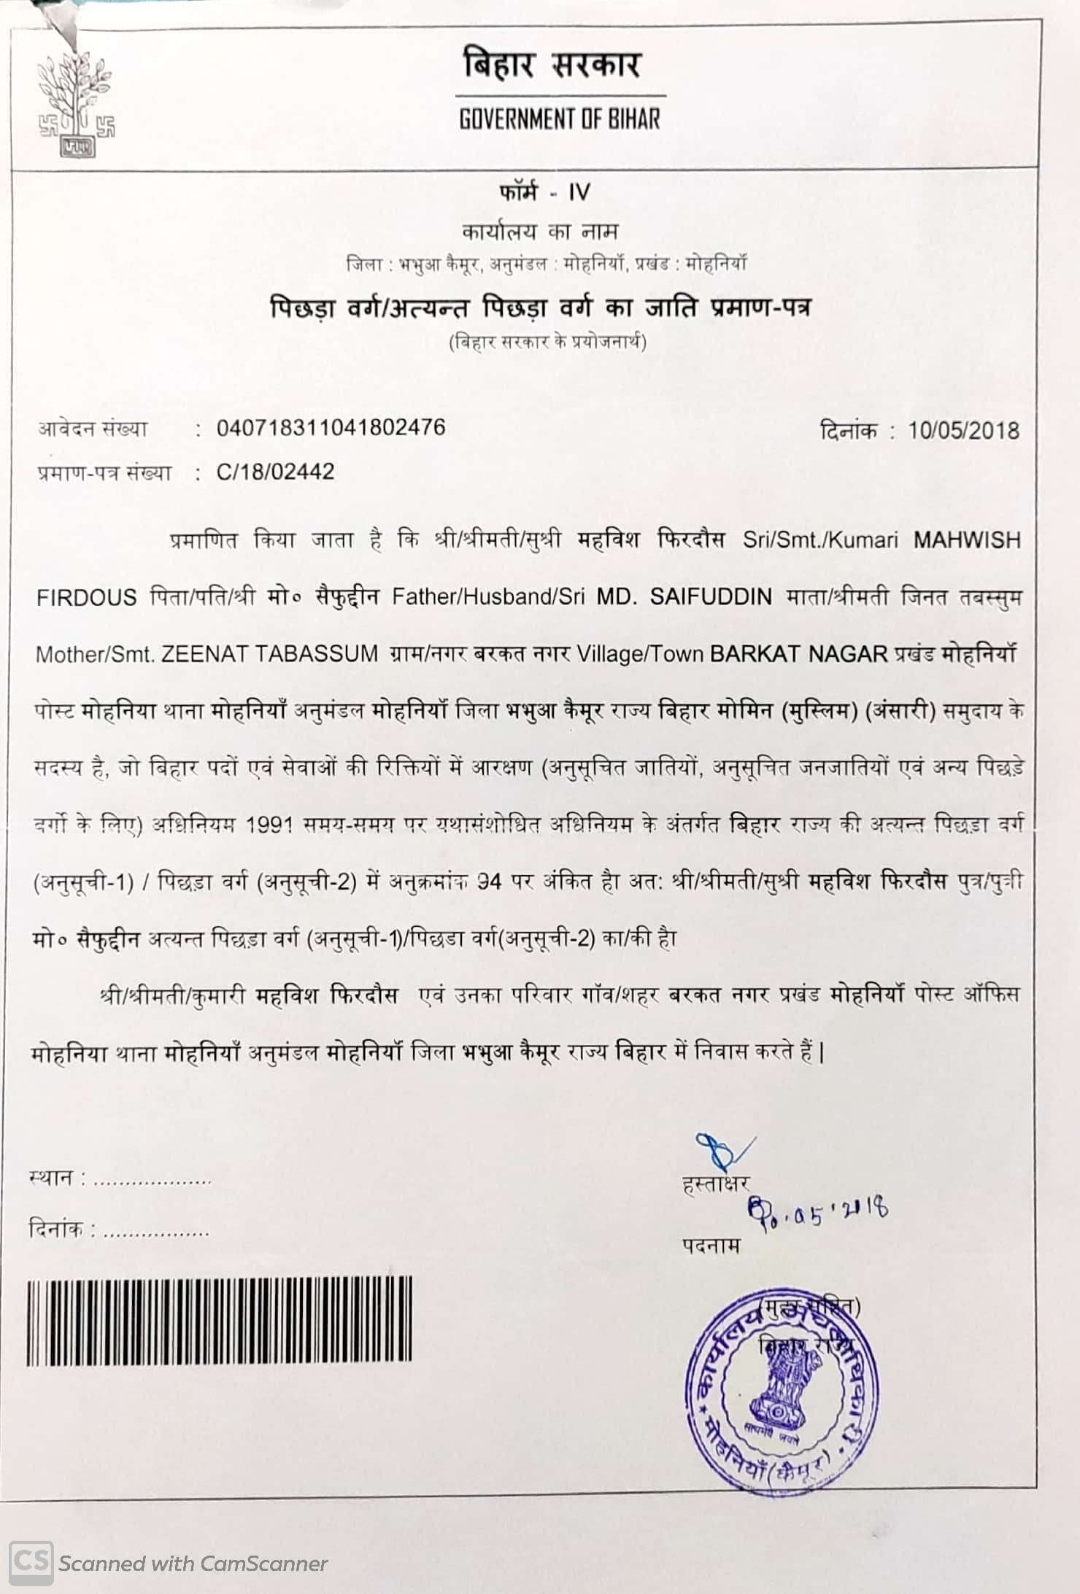 बिहार सरकार
GOVERNMENT OF BIHAR
फॉर्म - IV
कार्यालय का नाम
जिला : भभुआ कैमूर, अनुमंडल : मोहनियाँ, प्रखंड : मोहनियाँ
पिछड़ा वर्ग/अत्यन्त पिछड़ा वर्ग का जाति प्रमाण-पत्र
(बिहार सरकार के प्रयोजनार्थ)
आवेदन संख्या : 040718311041802476 दिनांक : 10/05/2018
प्रमाण-पत्र संख्या : C/18/02442
प्रमाणित किया जाता है कि श्री/श्रीमती/सुश्री महविश फिरदौस Sri/Smt./Kumari MAHWISH
FIRDOUS पिता/पति/श्री मो० सैफुद्दीन Father/Husband/Sri MD. SAIFUDDIN माता/श्रीमती जिनत तबस्सुम
Mother/Smt. ZEENAT TABASSUM ग्राम/नगर बरकत नगर Village/Town BARKAT NAGAR प्रखंड मोहनियाँ
पोस्ट मोहनिया थाना मोहनियाँ अनुमंडल मोहनियाँ जिला भभुआ कैमूर राज्य बिहार मोमिन (मुस्लिम) (अंसारी) समुदाय के
सदस्य है, जो बिहार पदों एवं सेवाओं की रिक्तियों में आरक्षण (अनुसूचित जातियों, अनुसूचित जनजातियों एवं अन्य पिछड़े
वर्गो के लिए) अधिनियम 1991 समय-समय पर यथासंशोधित अधिनियम के अंतर्गत बिहार राज्य की अत्यन्त पिछड़ा वर्ग
(अनुसूची-1) / पिछड़ा वर्ग (अनुसूची-2) में अनुक्रमांक 94 पर अंकित है। अत: श्री/श्रीमती/सुश्री महविश फिरदौस पुत्र/पुत्री
मो० सैफुद्दीन अत्यन्त पिछड़ा वर्ग (अनुसूची-1)/पिछडा वर्ग(अनुसूची-2) का/की है।
श्री/श्रीमती/कुमारी महविश फिरदौस एवं उनका परिवार गाँव/शहर बरकत नगर प्रखंड मोहनियाँ पोस्ट ऑफिस
मोहनिया थाना मोहनियाँ अनुमंडल मोहनियाँ जिला भभुआ कैमूर राज्य बिहार में निवास करते हैं |
स्थान : ....................
हस्ताक्षर
10.05.2018
दिनांक : ..................
पदनाम
(मुहर सहित)
बिहार राज्य
कार्यालय अंचलाधिकारी
सत्यमेव जयते
मोहनियाँ (कैमूर)
CS Scanned with CamScanner